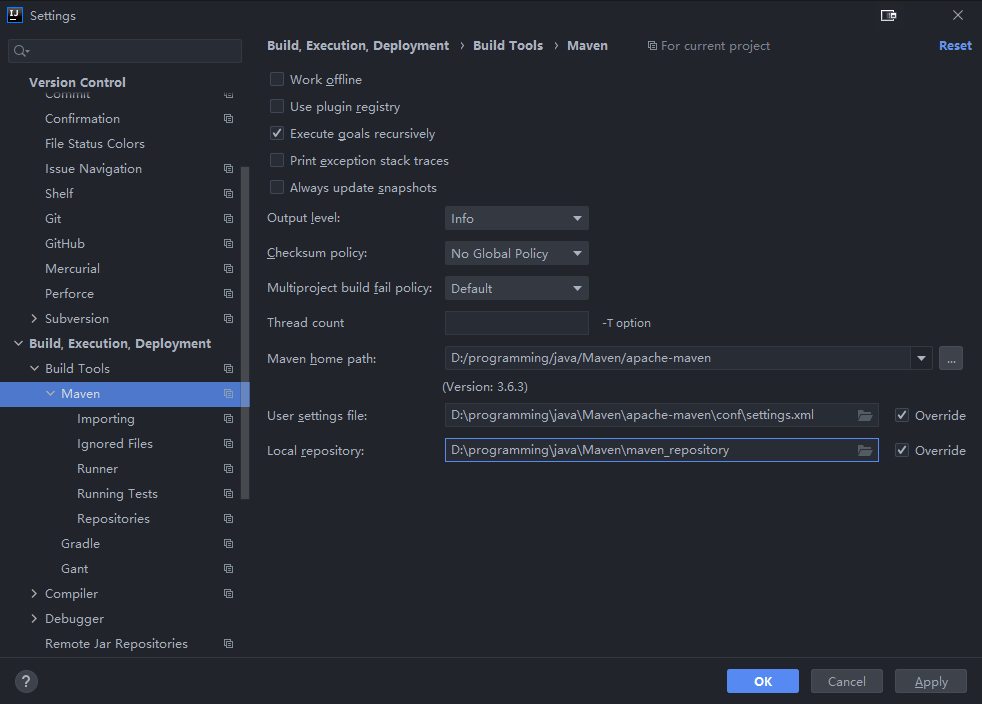 Settings
Build, Execution, Deployment › Build Tools › Maven For current project Reset
Version Control
Commit
Confirmation
File Status Colors
Issue Navigation
Shelf
Git
GitHub
Mercurial
Perforce
Subversion
Build, Execution, Deployment
Build Tools
Maven
Importing
Ignored Files
Runner
Running Tests
Repositories
Gradle
Gant
Compiler
Debugger
Remote Jar Repositories
Work offline
Use plugin registry
Execute goals recursively
Print exception stack traces
Always update snapshots
Output level: Info
Checksum policy: No Global Policy
Multiproject build fail policy: Default
Thread count -T option
Maven home path: D:/programming/java/Maven/apache-maven ...
(Version: 3.6.3)
User settings file: D:\programming\java\Maven\apache-maven\conf\settings.xml Override
Local repository: D:\programming\java\Maven\maven_repository Override
? OK Cancel Apply